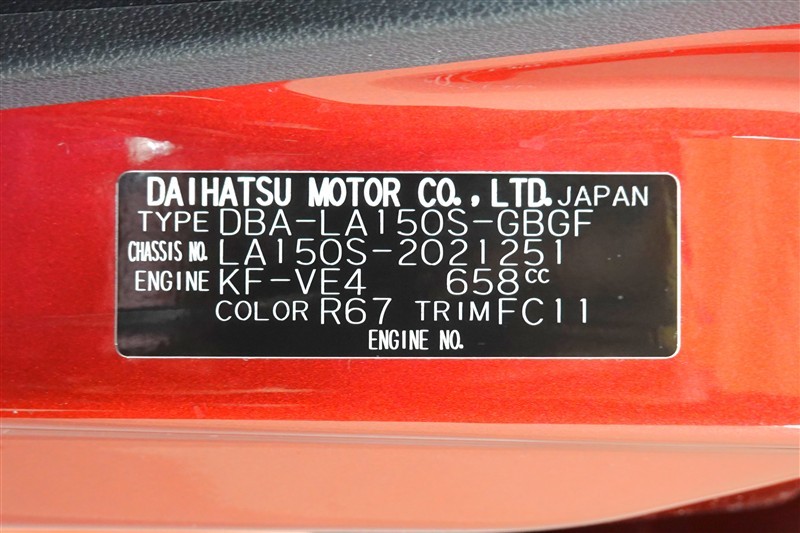 DAIHATSU MOTOR CO., LTD. JAPAN
TYPE DBA-LA150S-GBGF
CHASSIS NO. LA150S-2021251
ENGINE KF-VE4 658cc
COLOR R67 TRIM FC11
ENGINE NO.